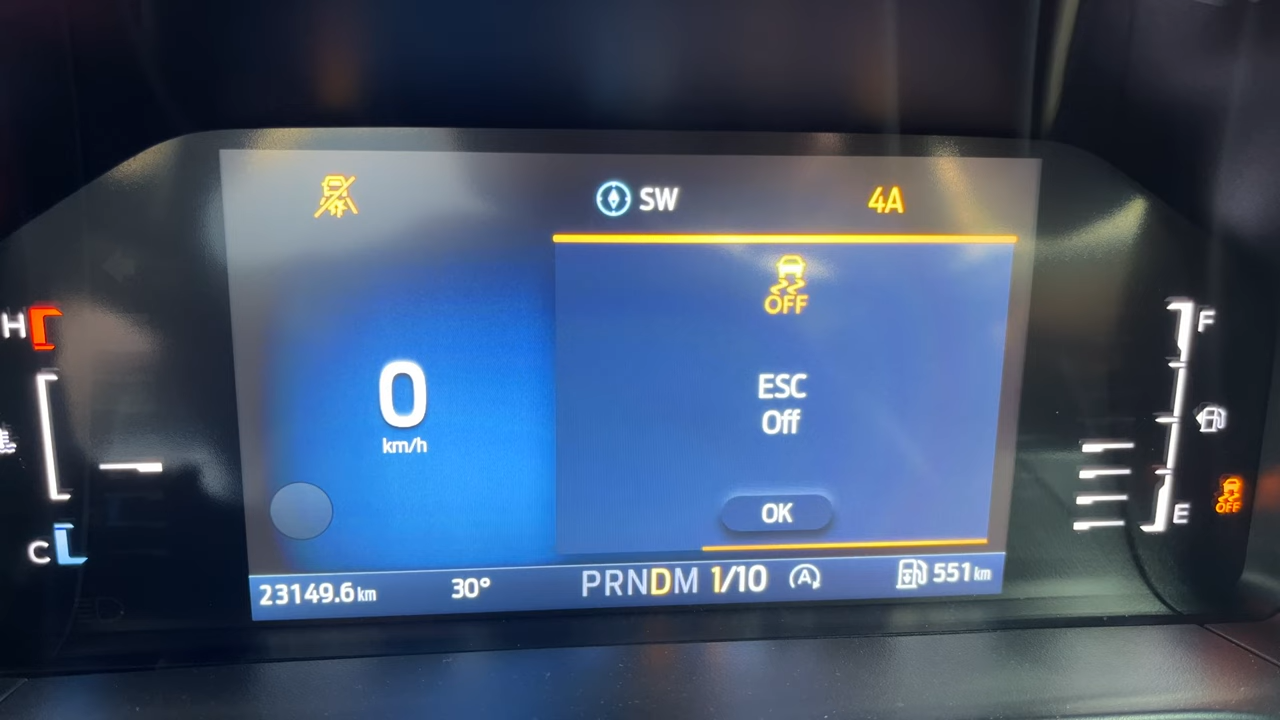 SW
4A
OFF
ESC
Off
OK
0
km/h
H
C
F
E
OFF
23149.6 km
30°
PRNDM 1/10
A
551 km